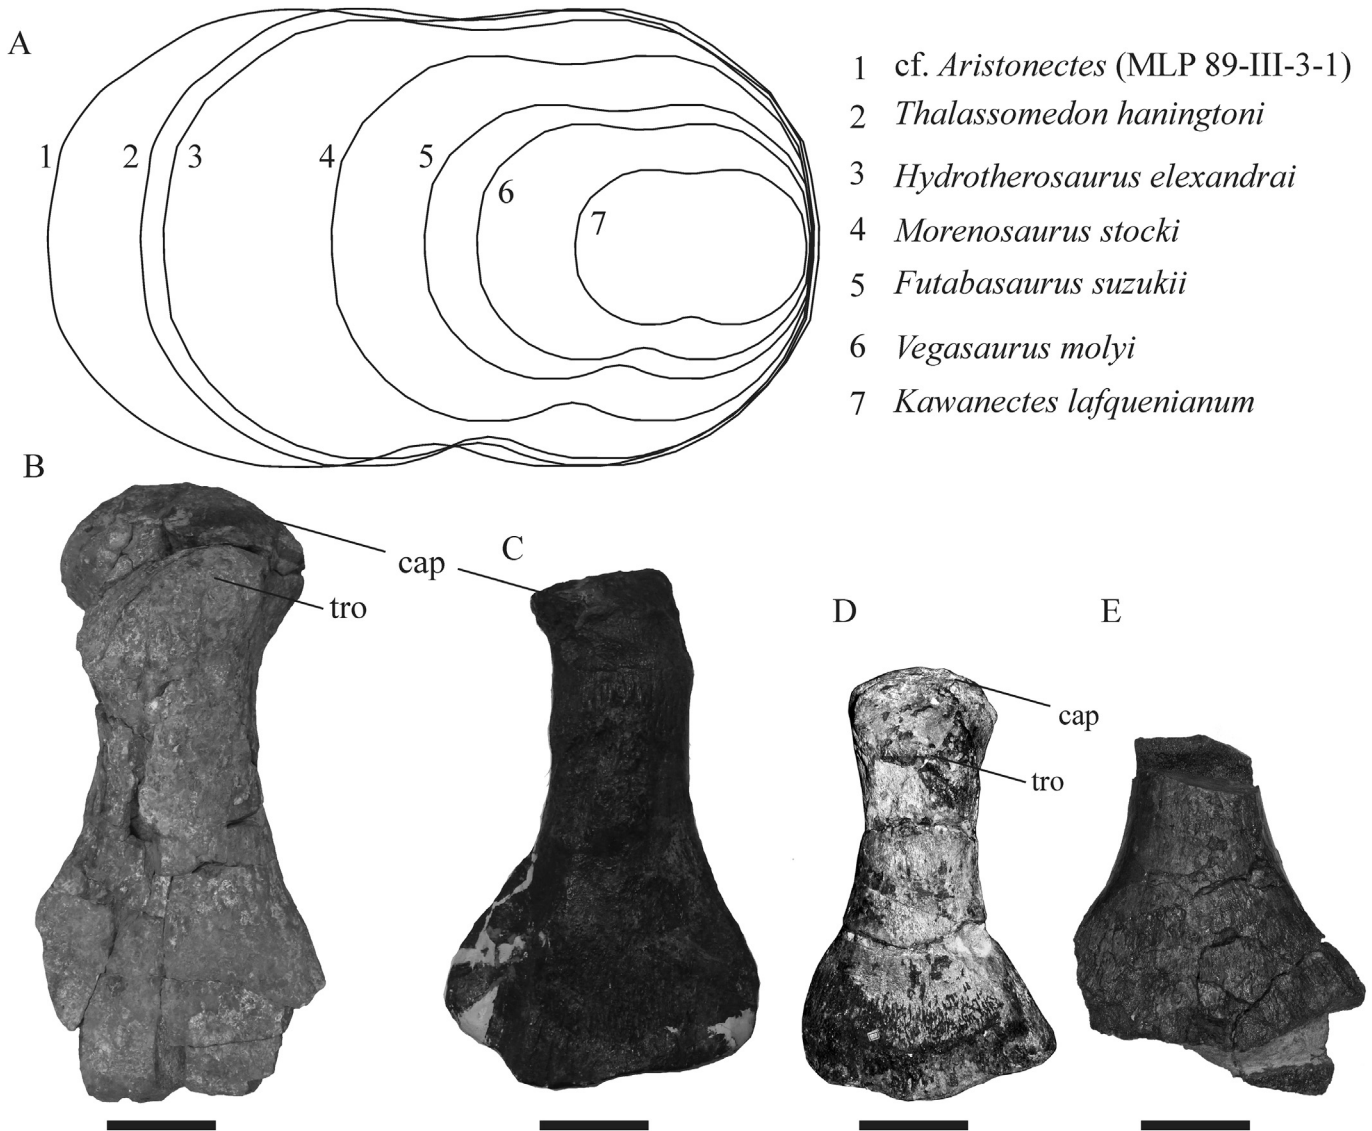 A
1 2 3 4 5 6 7
1 cf. Aristonectes (MLP 89-III-3-1)
2 Thalassomedon haningtoni
3 Hydrotherosaurus elexandrai
4 Morenosaurus stocki
5 Futabasaurus suzukii
6 Vegasaurus molyi
7 Kawanectes lafquenianum
B
cap
tro
C
D
cap
tro
E